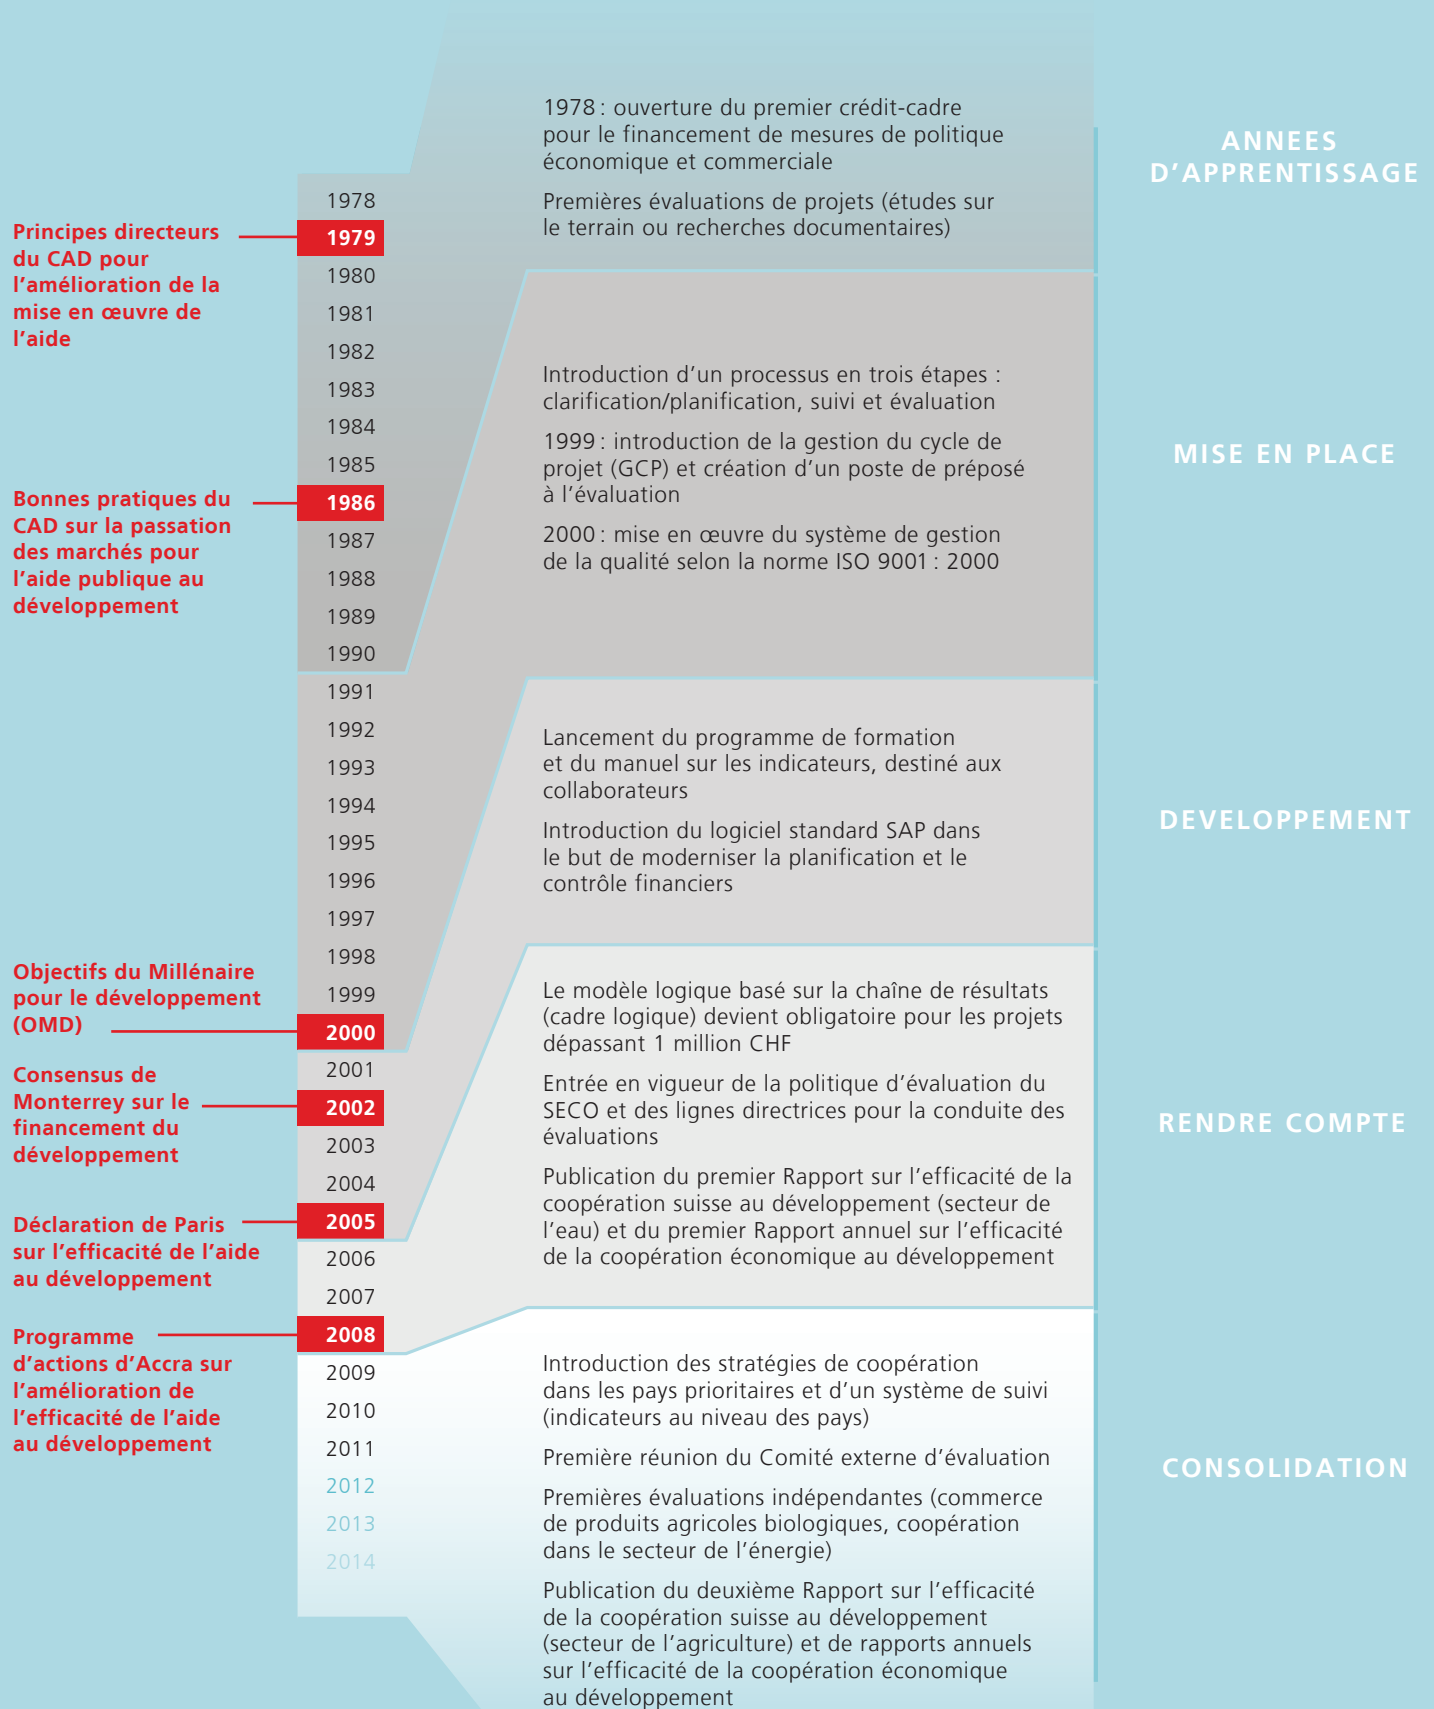 1978 : ouverture du premier crédit-cadre
pour le financement de mesures de politique
économique et commerciale
Premières évaluations de projets (études sur
le terrain ou recherches documentaires)
ANNEES
D’APPRENTISSAGE
Principes directeurs
du CAD pour
l’amélioration de la
mise en œuvre de
l’aide
Bonnes pratiques du
CAD sur la passation
des marchés pour
l’aide publique au
développement
Objectifs du Millénaire
pour le développement
(OMD)
Consensus de
Monterrey sur le
financement du
développement
Déclaration de Paris
sur l’efficacité de l’aide
au développement
Programme
d’actions d’Accra sur
l’amélioration de
l’efficacité de l’aide
au développement
1978
1979
1980
1981
1982
1983
1984
1985
1986
1987
1988
1989
1990
1991
1992
1993
1994
1995
1996
1997
1998
1999
2000
2001
2002
2003
2004
2005
2006
2007
2008
2009
2010
2011
2012
2013
2014
Introduction d’un processus en trois étapes :
clarification/planification, suivi et évaluation
1999 : introduction de la gestion du cycle de
projet (GCP) et création d’un poste de préposé
à l’évaluation
2000 : mise en œuvre du système de gestion
de la qualité selon la norme ISO 9001 : 2000
MISE EN PLACE
Lancement du programme de formation
et du manuel sur les indicateurs, destiné aux
collaborateurs
Introduction du logiciel standard SAP dans
le but de moderniser la planification et le
contrôle financiers
DEVELOPPEMENT
Le modèle logique basé sur la chaîne de résultats
(cadre logique) devient obligatoire pour les projets
dépassant 1 million CHF
Entrée en vigueur de la politique d’évaluation du
SECO et des lignes directrices pour la conduite des
évaluations
Publication du premier Rapport sur l’efficacité de la
coopération suisse au développement (secteur de
l’eau) et du premier Rapport annuel sur l’efficacité
de la coopération économique au développement
RENDRE COMPTE
Introduction des stratégies de coopération
dans les pays prioritaires et d’un système de suivi
(indicateurs au niveau des pays)
Première réunion du Comité externe d’évaluation
Premières évaluations indépendantes (commerce
de produits agricoles biologiques, coopération
dans le secteur de l’énergie)
Publication du deuxième Rapport sur l’efficacité
de la coopération suisse au développement
(secteur de l’agriculture) et de rapports annuels
sur l’efficacité de la coopération économique
au développement
CONSOLIDATION